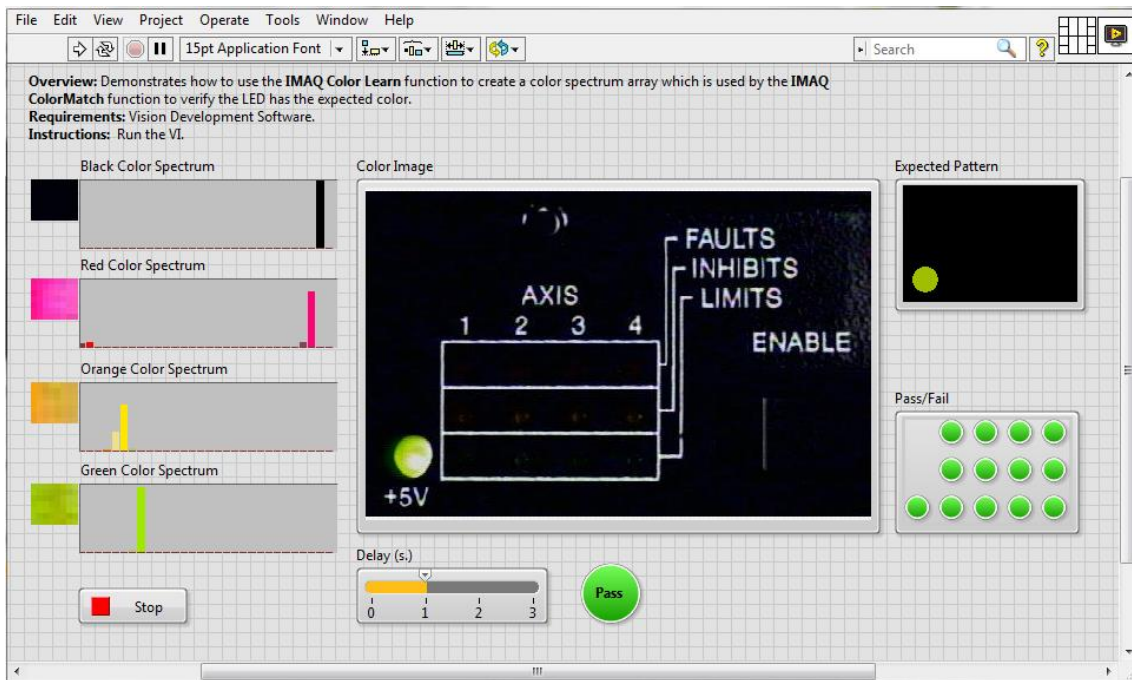 File Edit View Project Operate Tools Window Help
15pt Application Font
Search
Overview: Demonstrates how to use the IMAQ Color Learn function to create a color spectrum array which is used by the IMAQ
ColorMatch function to verify the LED has the expected color.
Requirements: Vision Development Software.
Instructions: Run the VI.
Black Color Spectrum
Red Color Spectrum
Orange Color Spectrum
Green Color Spectrum
Stop
Color Image
FAULTS
INHIBITS
LIMITS
AXIS
1 2 3 4
ENABLE
+5V
Delay (s.)
0 1 2 3
Pass
Expected Pattern
Pass/Fail